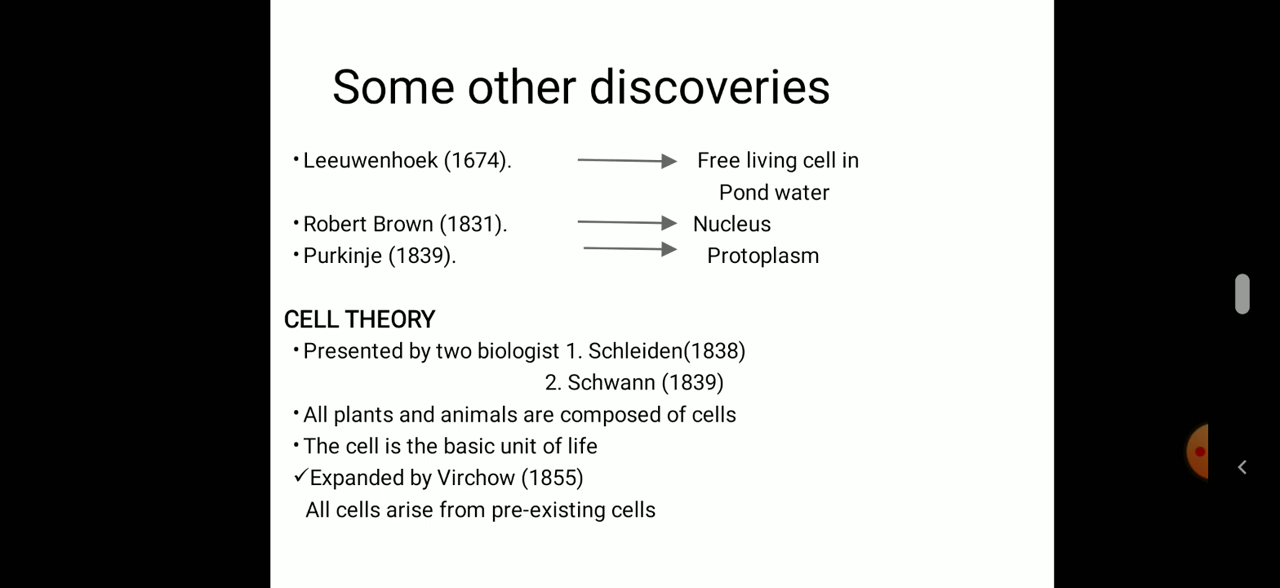 Some other discoveries
•Leeuwenhoek (1674). Free living cell in
Pond water
•Robert Brown (1831). Nucleus
•Purkinje (1839). Protoplasm
CELL THEORY
•Presented by two biologist 1. Schleiden(1838)
2. Schwann (1839)
•All plants and animals are composed of cells
•The cell is the basic unit of life
✓Expanded by Virchow (1855)
All cells arise from pre-existing cells